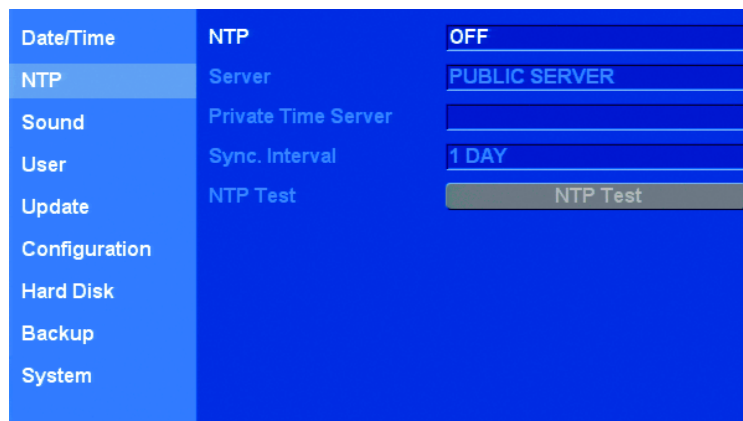 Date/Time
NTP
Sound
User
Update
Configuration
Hard Disk
Backup
System
NTP OFF
Server PUBLIC SERVER
Private Time Server
Sync. Interval 1 DAY
NTP Test NTP Test